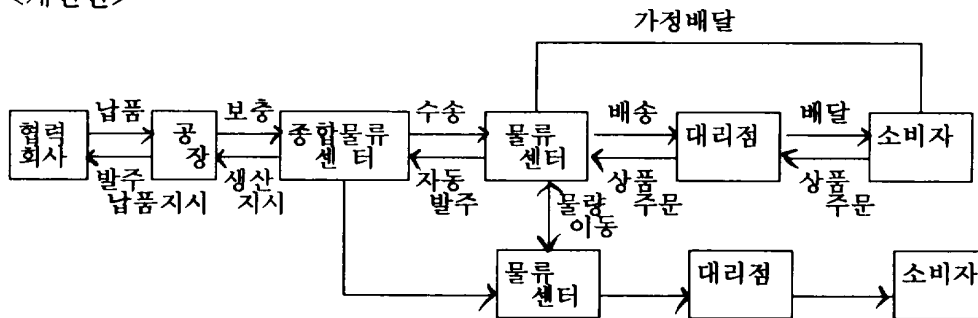 가정배달
납품 보충 수송 배송 배달
협력 회사
공 장
종합물류 센터
물류 센터
대리점
소비자
발주 납품지시
생산 지시
자동 발주
상품 주문
상품 주문
물량 이동
물류 센터
대리점
소비자